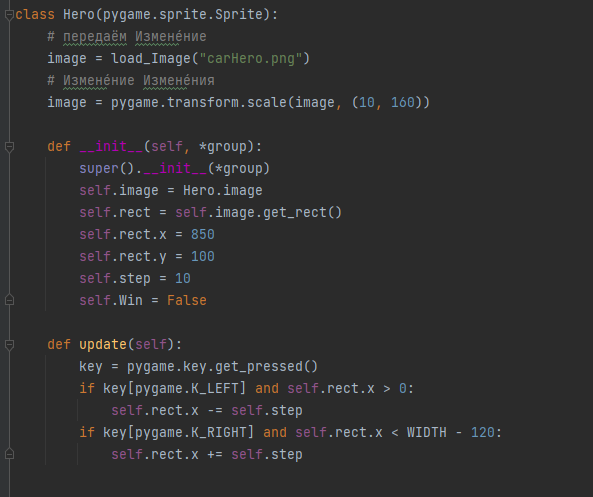 class Hero(pygame.sprite.Sprite):
    # передаём Измене́ние
    image = load_Image("carHero.png")
    # Измене́ние Измене́ния
    image = pygame.transform.scale(image, (10, 160))

    def __init__(self, *group):
        super().__init__(*group)
        self.image = Hero.image
        self.rect = self.image.get_rect()
        self.rect.x = 850
        self.rect.y = 100
        self.step = 10
        self.Win = False

    def update(self):
        key = pygame.key.get_pressed()
        if key[pygame.K_LEFT] and self.rect.x > 0:
            self.rect.x -= self.step
        if key[pygame.K_RIGHT] and self.rect.x < WIDTH - 120:
            self.rect.x += self.step